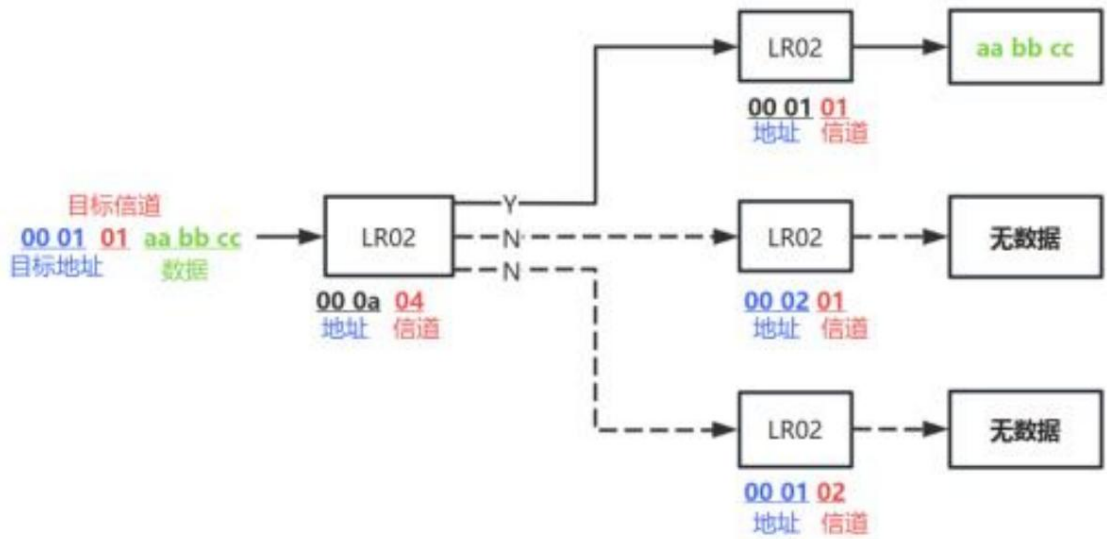 LR02
aa bb cc
00 01 01
地址 信道
目标信道
00 01 01 aa bb cc
目标地址 数据
LR02
00 0a 04
地址 信道
Y
N
N
LR02
无数据
00 02 01
地址 信道
LR02
无数据
00 01 02
地址 信道